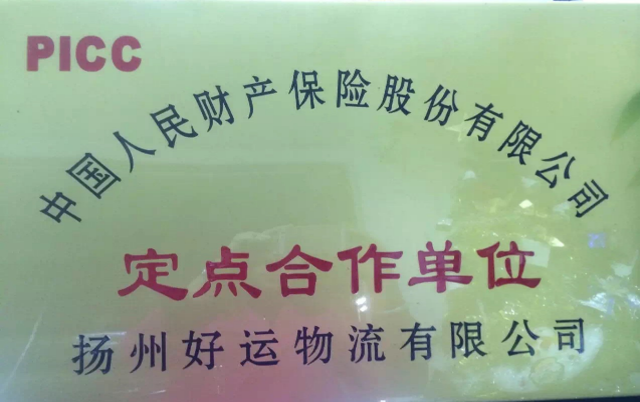 PICC
中国人民财产保险股份有限公司
定点合作单位
扬州好运物流有限公司